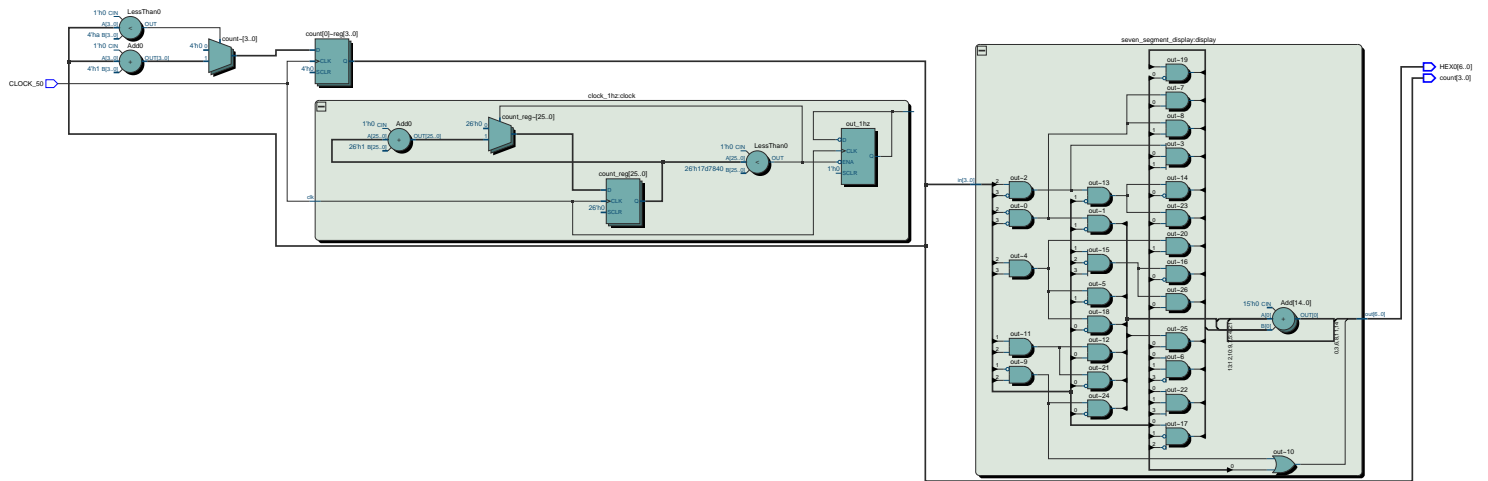 LessThan0
1'h0 CIN
A[3..0]
4'ha B[3..0]
<
OUT
1'h0 CIN
Add0
A[3..0]
4'h1 B[3..0]
+
OUT[3..0]
count~[3..0]
4'h0 0
1
count[0]~reg[3..0]
D
CLK
Q
4'h0
SCLR
CLOCK_50
clock_1hz:clock
1'h0 CIN
Add0
A[25..0]
26'h1 B[25..0]
+
OUT[25..0]
count_reg~[25..0]
26'h0 0
1
count_reg[25..0]
D
CLK
Q
26'h0
SCLR
clk
LessThan0
1'h0 CIN
A[25..0]
26'h17d7840 B[25..0]
<
OUT
out_1hz
D
CLK
Q
ENA
1'h0
SCLR
seven_segment_display:display
in[3..0]
out~2
out~0
out~4
out~11
out~9
out~13
out~1
out~15
out~5
out~18
out~12
out~21
out~24
out~19
out~7
out~8
out~3
out~14
out~23
out~20
out~16
out~26
out~25
out~6
out~22
out~17
out~10
15'h0 CIN
Add[14..0]
A[0]
B[0]
+
OUT[0]
out[6..0]
HEX0[6..0]
count[3..0]